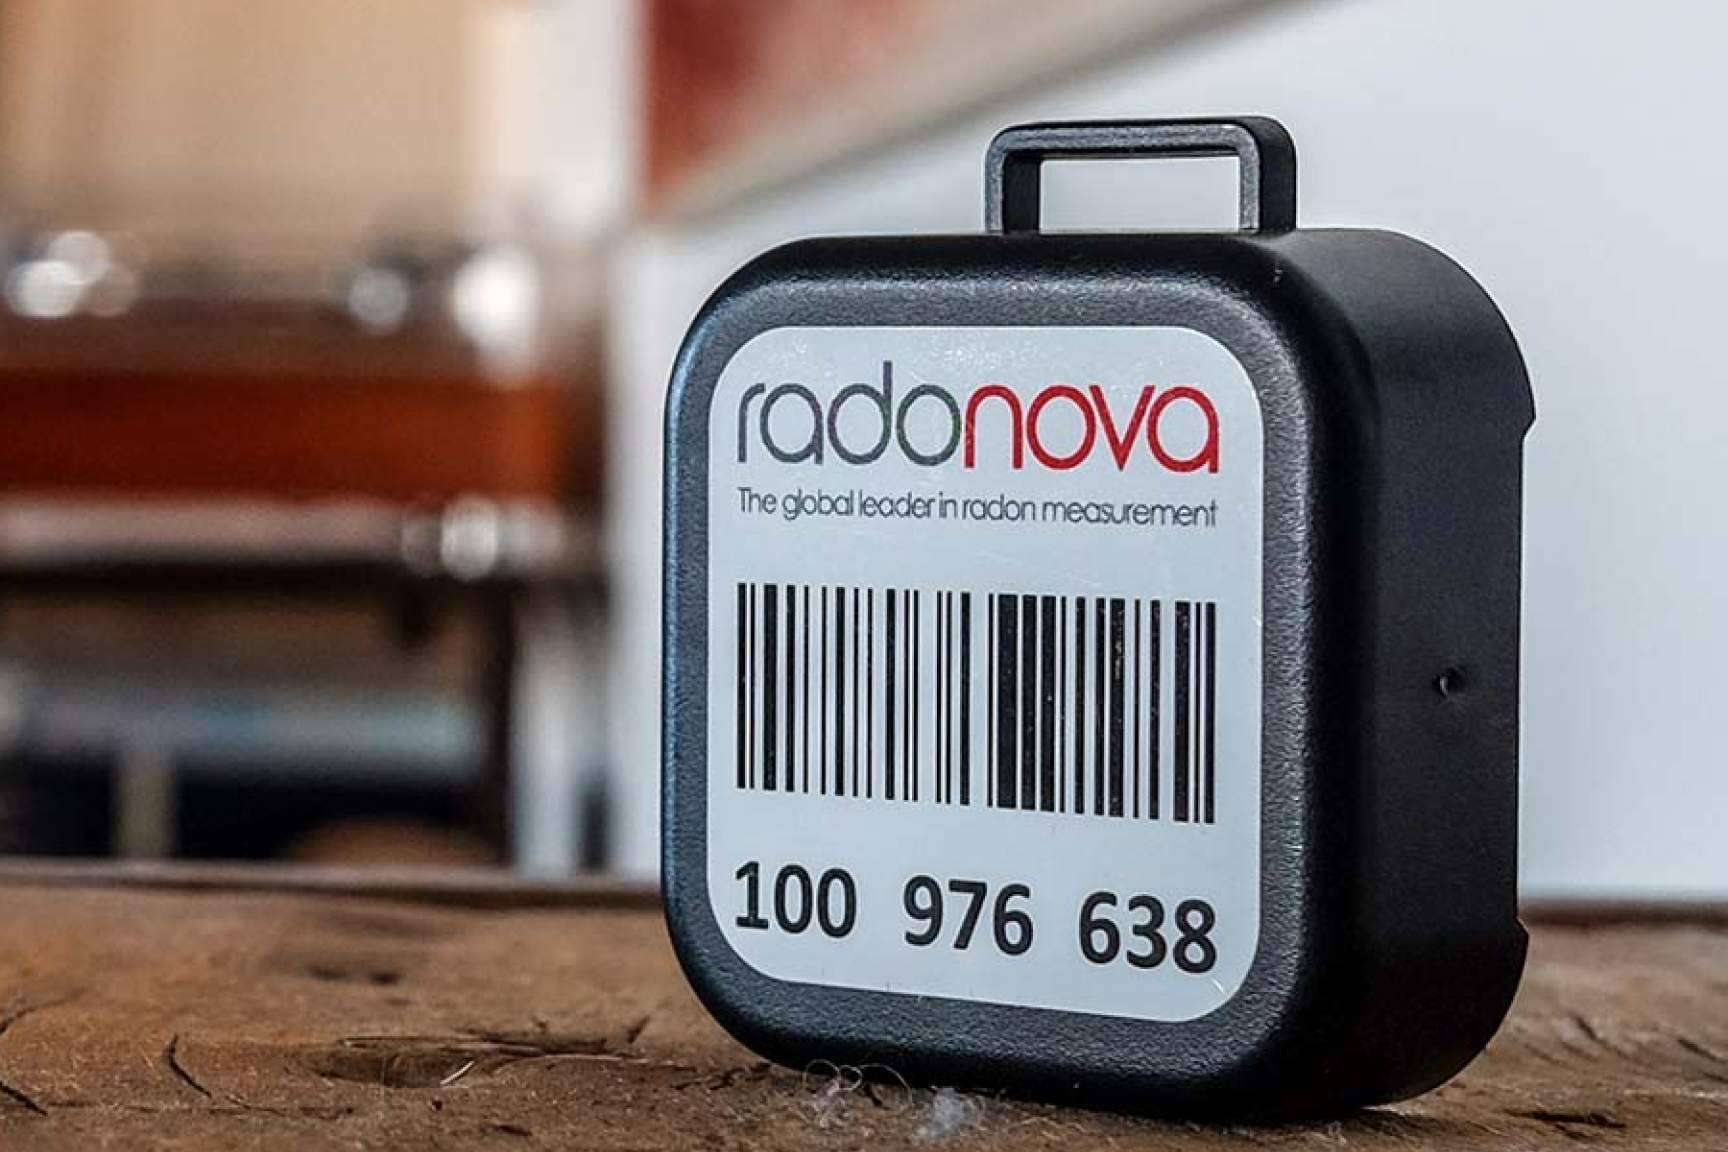 radonova
The global leader in radon measurement
100 976 638